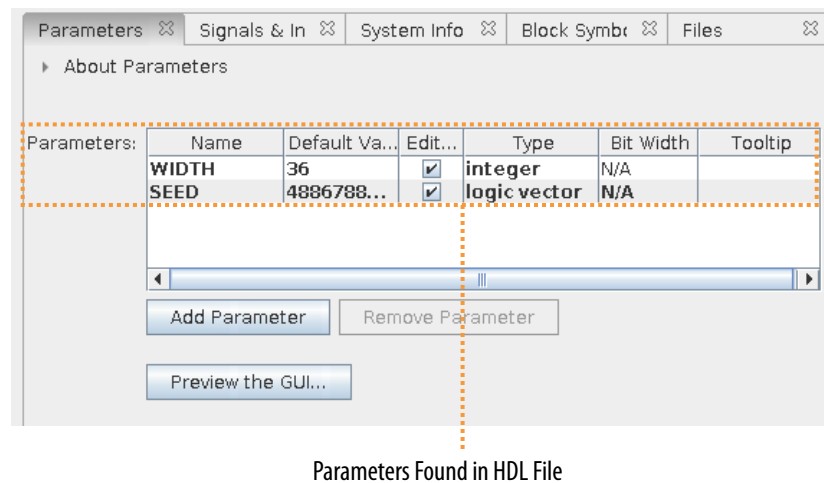 Parameters Signals & In System Info Block Symbo Files
About Parameters
Parameters: Name Default Va... Edit... Type Bit Width Tooltip
WIDTH 36 integer N/A
SEED 4886788... logic vector N/A
Add Parameter Remove Parameter
Preview the GUI...
Parameters Found in HDL File